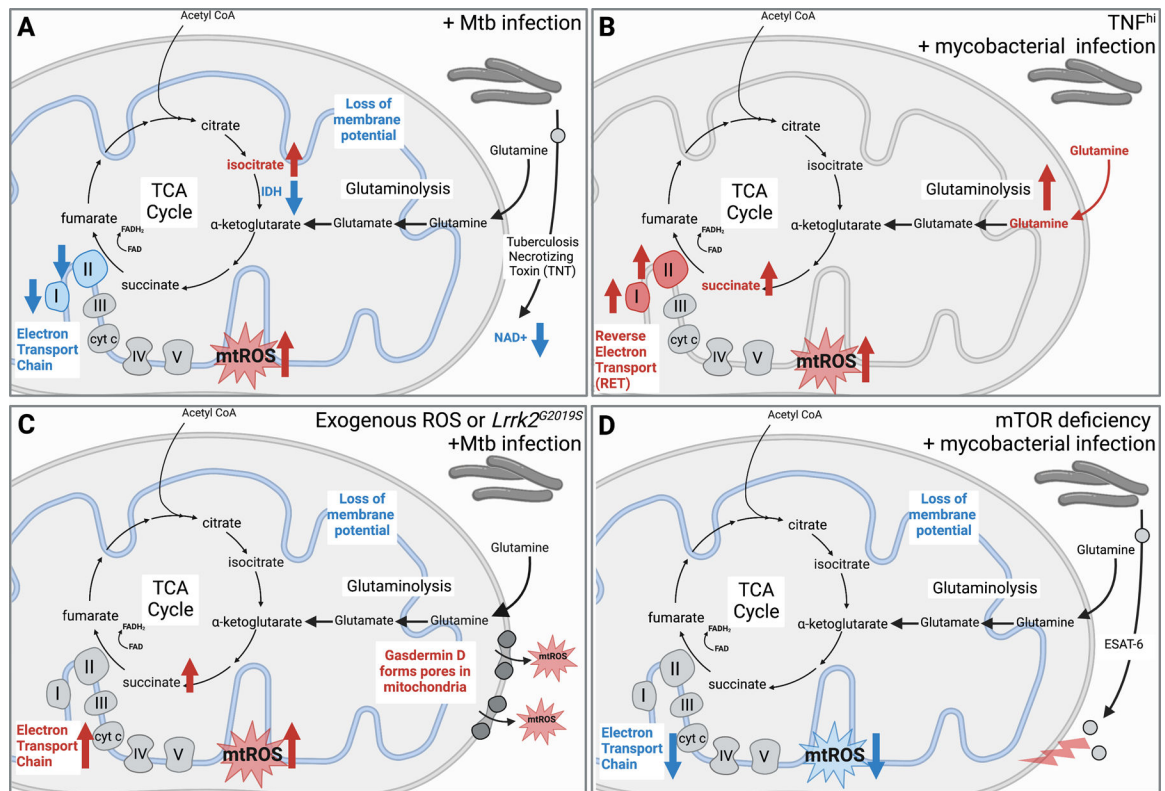 A
Acetyl CoA
+ Mtb infection
Loss of
membrane
potential
citrate
isocitrate
IDH
Glutamine
TCA
Cycle
Glutaminolysis
fumarate
FADH₂
FAD
α-ketoglutarate
Glutamate
Glutamine
Tuberculosis
Necrotizing
Toxin (TNT)
II
I
III
succinate
Electron
Transport
Chain
cyt c
IV
V
mtROS
NAD+
B
Acetyl CoA
TNFʰⁱ
+ mycobacterial infection
citrate
isocitrate
Glutamine
TCA
Cycle
Glutaminolysis
fumarate
FADH₂
FAD
α-ketoglutarate
Glutamate
Glutamine
II
I
III
succinate
Reverse
Electron
Transport
(RET)
cyt c
IV
V
mtROS
C
Acetyl CoA
Exogenous ROS or Lrrk2ᴳ²⁰¹⁹ˢ
+Mtb infection
Loss of
membrane
potential
citrate
isocitrate
Glutamine
TCA
Cycle
Glutaminolysis
fumarate
FADH₂
FAD
α-ketoglutarate
Glutamate
Glutamine
Gasdermin D
forms pores in
mitochondria
mtROS
mtROS
II
I
III
succinate
Electron
Transport
Chain
cyt c
IV
V
mtROS
D
Acetyl CoA
mTOR deficiency
+ mycobacterial infection
Loss of
membrane
potential
citrate
isocitrate
Glutamine
TCA
Cycle
Glutaminolysis
fumarate
FADH₂
FAD
α-ketoglutarate
Glutamate
Glutamine
ESAT-6
II
I
III
succinate
Electron
Transport
Chain
cyt c
IV
V
mtROS